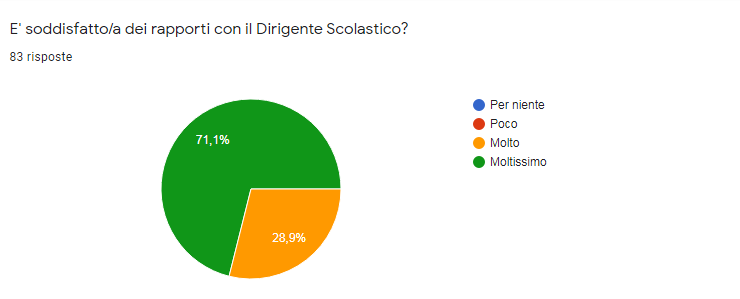 E' soddisfatto/a dei rapporti con il Dirigente Scolastico?
83 risposte
71,1%
28,9%
Per niente
Poco
Molto
Moltissimo